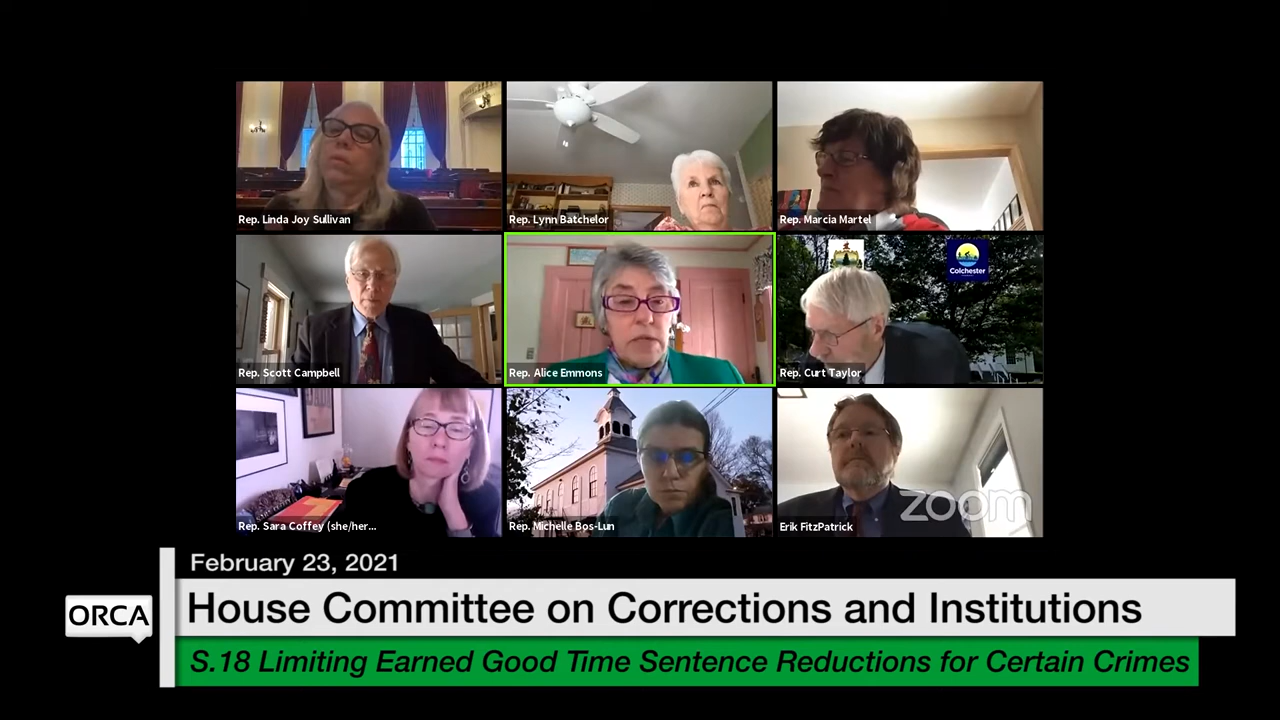 Rep. Linda Joy Sullivan
Rep. Lynn Batchelor
Rep. Marcia Martel
Colchester
Rep. Scott Campbell
Rep. Alice Emmons
Rep. Curt Taylor
Rep. Sara Coffey (she/her...
Rep. Michelle Bos-Lun
Erik FitzPatrick
zoom
February 23, 2021
ORCA
House Committee on Corrections and Institutions
S.18 Limiting Earned Good Time Sentence Reductions for Certain Crimes